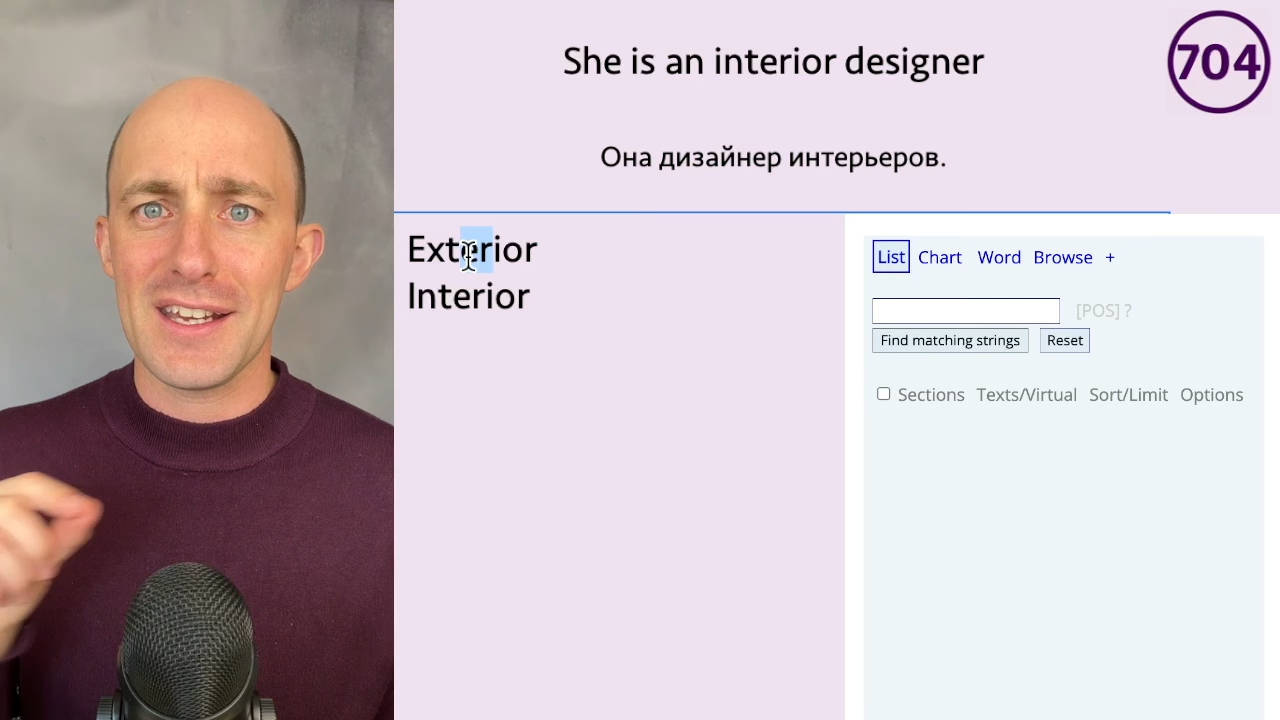 She is an interior designer
704
Она дизайнер интерьеров.
Exterior
Interior
List Chart Word Browse +
[POS] ?
Find matching strings Reset
Sections Texts/Virtual Sort/Limit Options